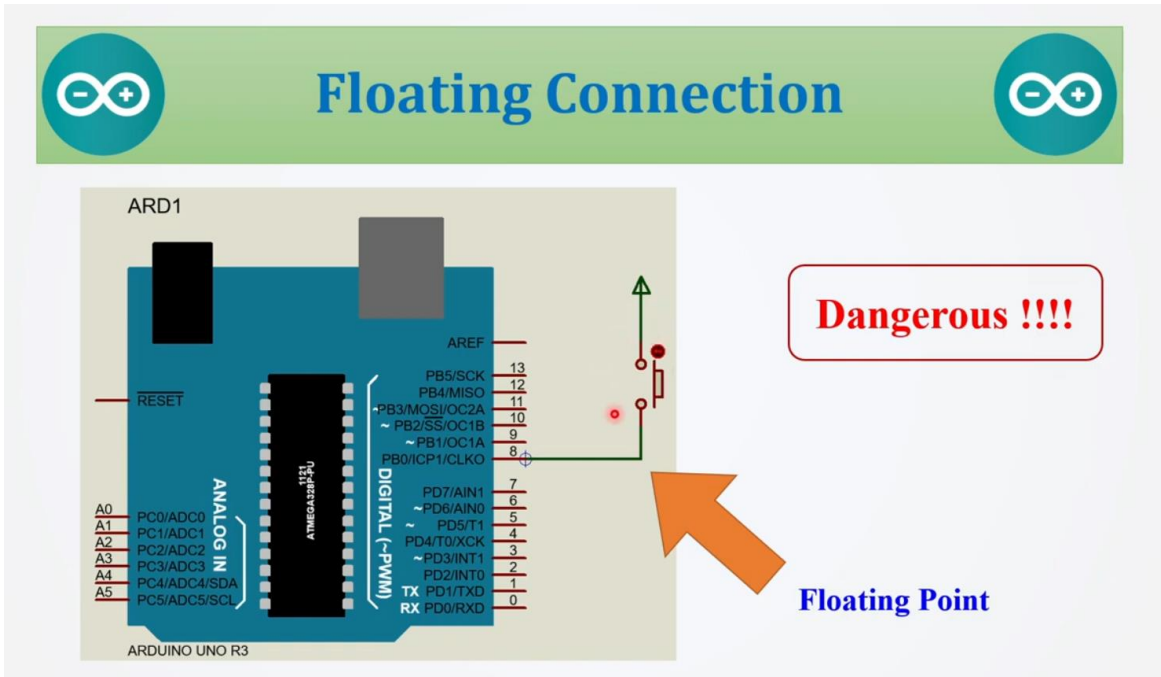 Floating Connection
ARD1
Dangerous !!!!
AREF
13
PB5/SCK
12
RESET
PB4/MISO
11
~PB3/MOSI/OC2A
10
~ PB2/SS/OC1B
9
~ PB1/OC1A
8
PB0/ICP1/CLKO
1121
ATMEGA328P-PU
DIGITAL (~PWM)
ANALOG IN
7
PD7/AIN1
6
~PD6/AIN0
5
~ PD5/T1
4
PD4/T0/XCK
3
~PD3/INT1
2
PD2/INT0
1
TX PD1/TXD
0
RX PD0/RXD
A0
PC0/ADC0
A1
PC1/ADC1
A2
PC2/ADC2
A3
PC3/ADC3
A4
PC4/ADC4/SDA
A5
PC5/ADC5/SCL
Floating Point
ARDUINO UNO R3